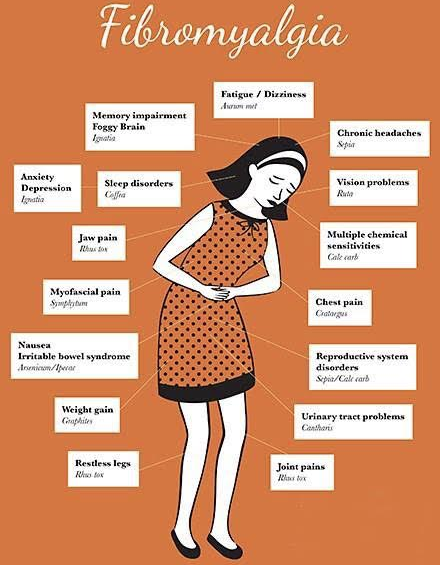 Fibromyalgia
Fatigue / Dizziness
Aurum met
Memory impairment
Foggy Brain
Ignatia
Chronic headaches
Sepia
Anxiety
Depression
Ignatia
Sleep disorders
Coffea
Vision problems
Ruta
Jaw pain
Rhus tox
Multiple chemical
sensitivities
Calc carb
Myofascial pain
Symphytum
Chest pain
Crataegus
Nausea
Irritable bowel syndrome
Arsenicum/Ipecac
Reproductive system
disorders
Sepia/Calc carb
Weight gain
Graphites
Urinary tract problems
Cantharis
Restless legs
Rhus tox
Joint pains
Rhus tox